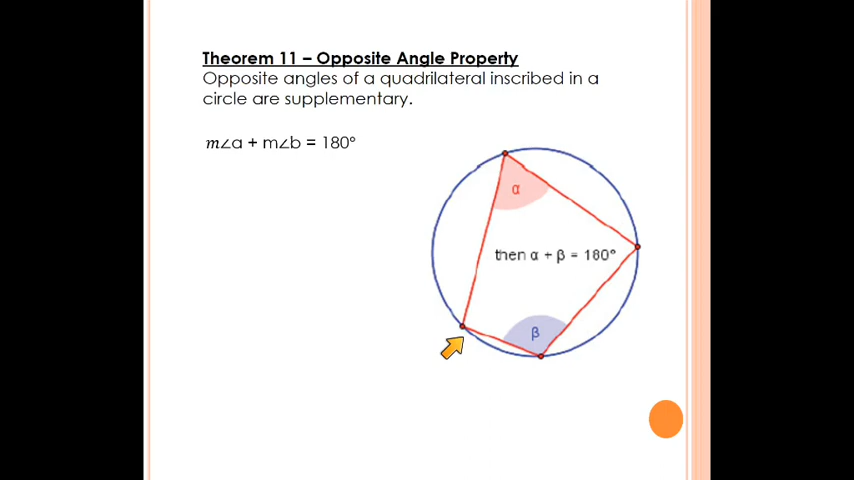 Theorem 11 – Opposite Angle Property
Opposite angles of a quadrilateral inscribed in a
circle are supplementary.
m∠a + m∠b = 180°
α
then α + β = 180°
β